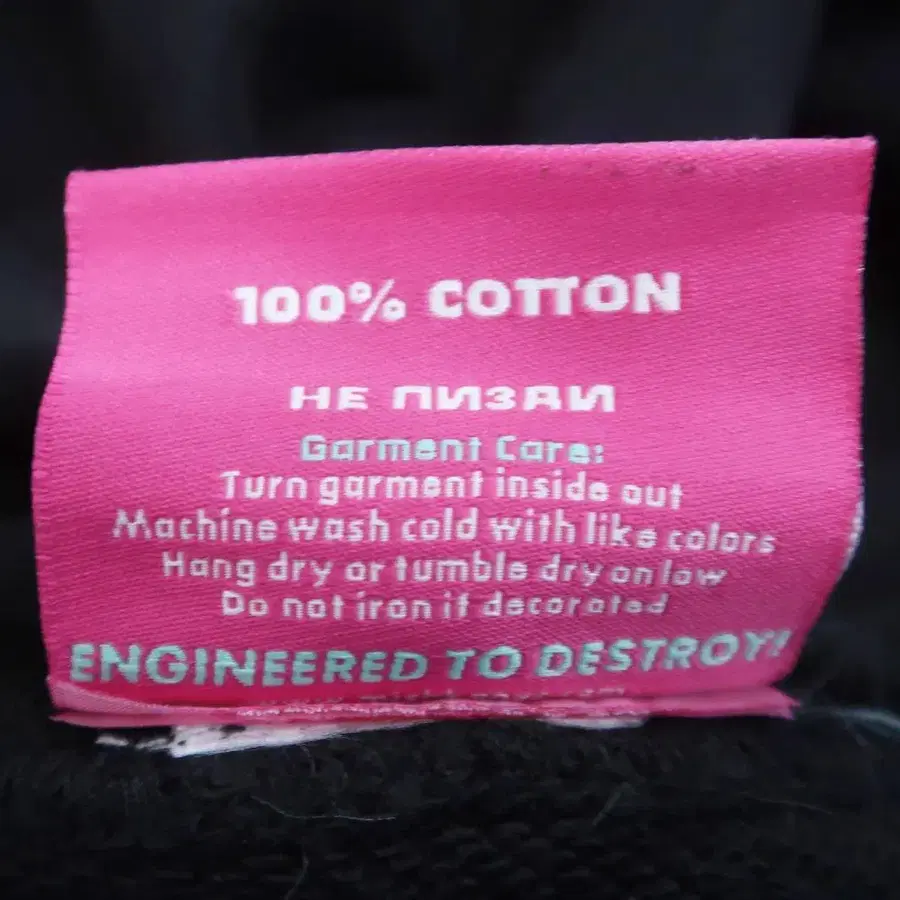 100% COTTON
НЕ ПИЗДИ
Garment Care:
Turn garment inside out
Machine wash cold with like colors
Hang dry or tumble dry on low
Do not iron if decorated
ENGINEERED TO DESTROY!